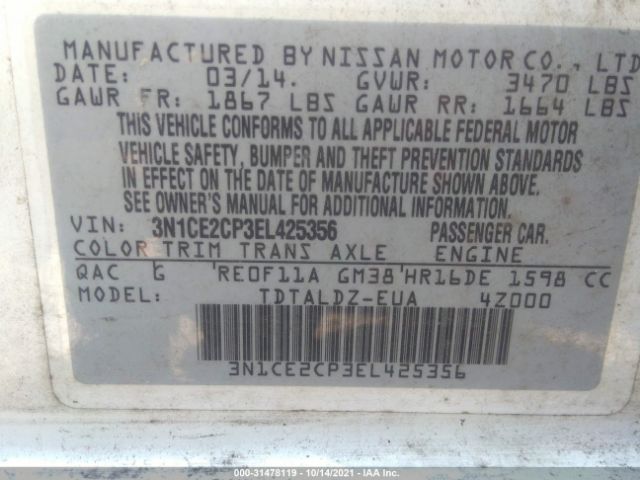 MANUFACTURED BY NISSAN MOTOR CO., LTD
DATE: 03/14. GVWR: 3470 LBS
GAWR FR: 1867 LBS GAWR RR: 1664 LBS
THIS VEHICLE CONFORMS TO ALL APPLICABLE FEDERAL MOTOR
VEHICLE SAFETY, BUMPER AND THEFT PREVENTION STANDARDS
IN EFFECT ON THE DATE OF MANUFACTURE SHOWN ABOVE.
SEE OWNER'S MANUAL FOR ADDITIONAL INFORMATION.
VIN: 3N1CE2CP3EL425356 PASSENGER CAR.
COLOR TRIM TRANS AXLE ENGINE
QAC G RE0F11A GM38 HR16DE 1598 CC
MODEL: TDTALDZ-EUA 4Z000
3N1CE2CP3EL425356
000-31478119 - 10/14/2021 - IAA Inc.